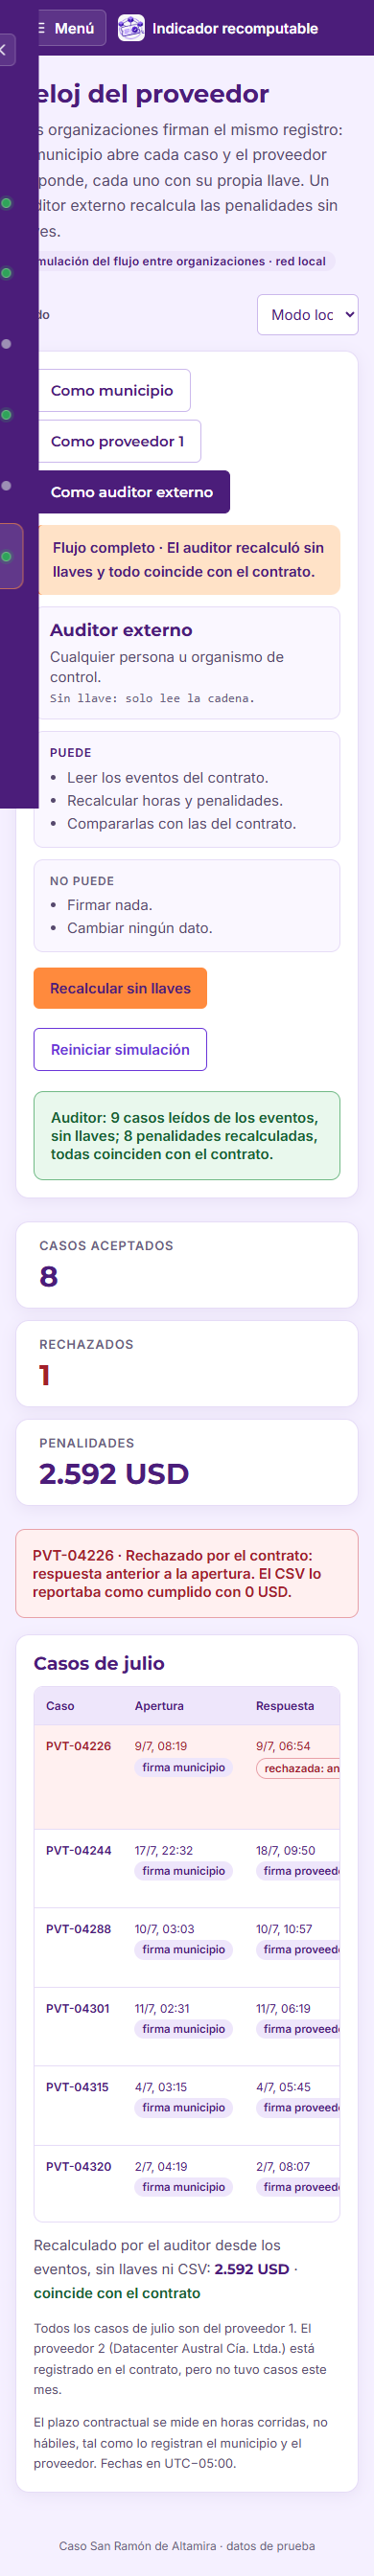 Menú
Indicador recomputable
eloj del proveedor
s organizaciones firman el mismo registro:
municipio abre cada caso y el proveedor
ponde, cada uno con su propia llave. Un
ditor externo recalcula las penalidades sin
ves.
mulación del flujo entre organizaciones · red local
do
Modo loc
Como municipio
Como proveedor 1
Como auditor externo
Flujo completo · El auditor recalculó sin
llaves y todo coincide con el contrato.
Auditor externo
Cualquier persona u organismo de
control.
Sin llave: solo lee la cadena.
PUEDE
• Leer los eventos del contrato.
• Recalcular horas y penalidades.
• Compararlas con las del contrato.
NO PUEDE
• Firmar nada.
• Cambiar ningún dato.
Recalcular sin llaves
Reiniciar simulación
Auditor: 9 casos leídos de los eventos,
sin llaves; 8 penalidades recalculadas,
todas coinciden con el contrato.
CASOS ACEPTADOS
8
RECHAZADOS
1
PENALIDADES
2.592 USD
PVT-04226 · Rechazado por el contrato:
respuesta anterior a la apertura. El CSV lo
reportaba como cumplido con 0 USD.
Casos de julio
Caso Apertura Respuesta
PVT-04226 9/7, 08:19 9/7, 06:54
firma municipio rechazada: an
PVT-04244 17/7, 22:32 18/7, 09:50
firma municipio firma proveed
PVT-04288 10/7, 03:03 10/7, 10:57
firma municipio firma proveed
PVT-04301 11/7, 02:31 11/7, 06:19
firma municipio firma proveed
PVT-04315 4/7, 03:15 4/7, 05:45
firma municipio firma proveed
PVT-04320 2/7, 04:19 2/7, 08:07
firma municipio firma proveed
Recalculado por el auditor desde los
eventos, sin llaves ni CSV: 2.592 USD ·
coincide con el contrato
Todos los casos de julio son del proveedor 1. El
proveedor 2 (Datacenter Austral Cía. Ltda.) está
registrado en el contrato, pero no tuvo casos este
mes.
El plazo contractual se mide en horas corridas, no
hábiles, tal como lo registran el municipio y el
proveedor. Fechas en UTC−05:00.
Caso San Ramón de Altamira · datos de prueba